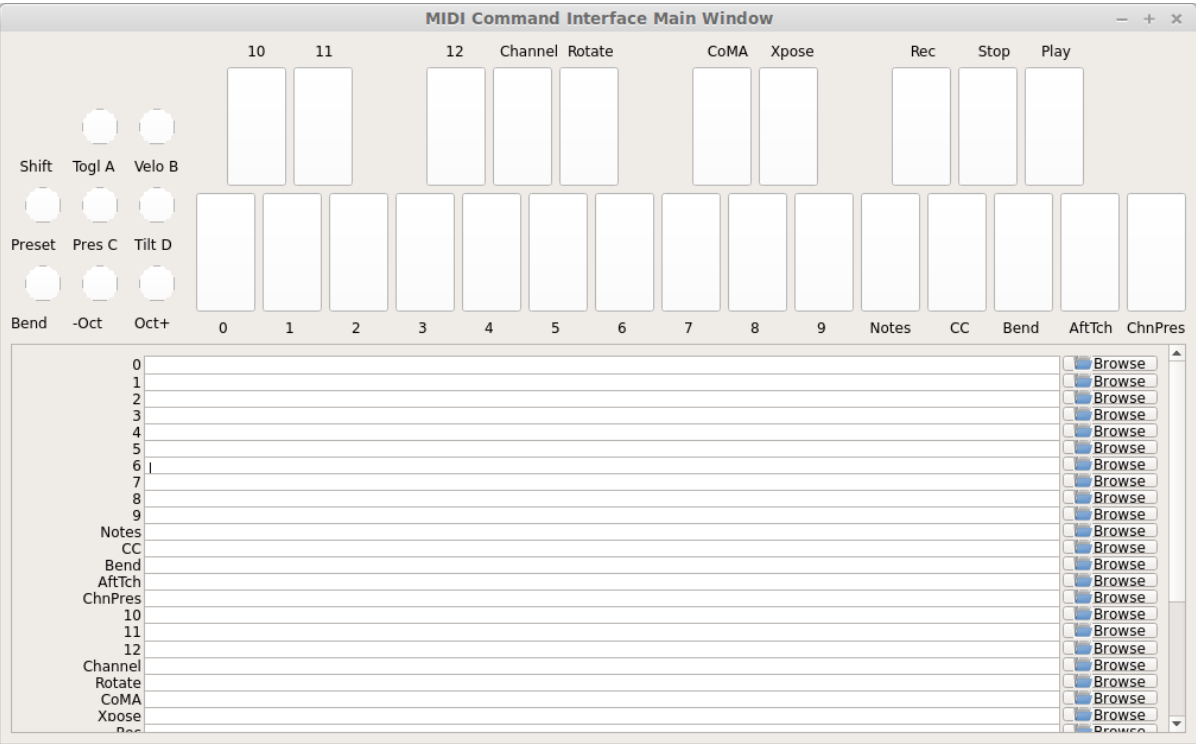 MIDI Command Interface Main Window
10 11 12 Channel Rotate CoMA Xpose Rec Stop Play
Shift Togl A Velo B
Preset Pres C Tilt D
Bend -Oct Oct+
0 1 2 3 4 5 6 7 8 9 Notes CC Bend AftTch ChnPres
0 Browse
1 Browse
2 Browse
3 Browse
4 Browse
5 Browse
6 Browse
7 Browse
8 Browse
9 Browse
Notes Browse
CC Browse
Bend Browse
AftTch Browse
ChnPres Browse
10 Browse
11 Browse
12 Browse
Channel Browse
Rotate Browse
CoMA Browse
Xpose Browse
Rec Browse